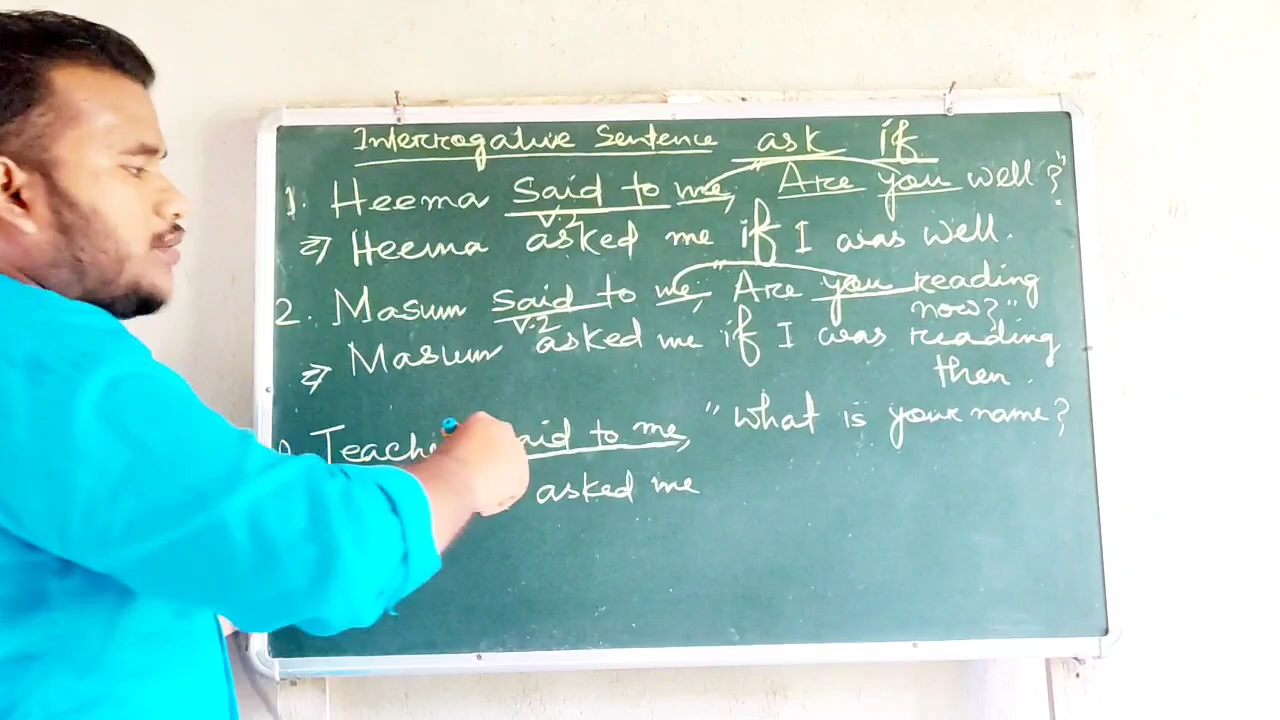 Interrogative Sentence ask if
1. Heema Said to me, "Are you well?"
V.2
⇒ Heema asked me if I was well.
2. Masum Said to me, "Are you reading
now?"
V.2
⇒ Masum asked me if I was reading
then.
Said to me, "What is your name?
asked me